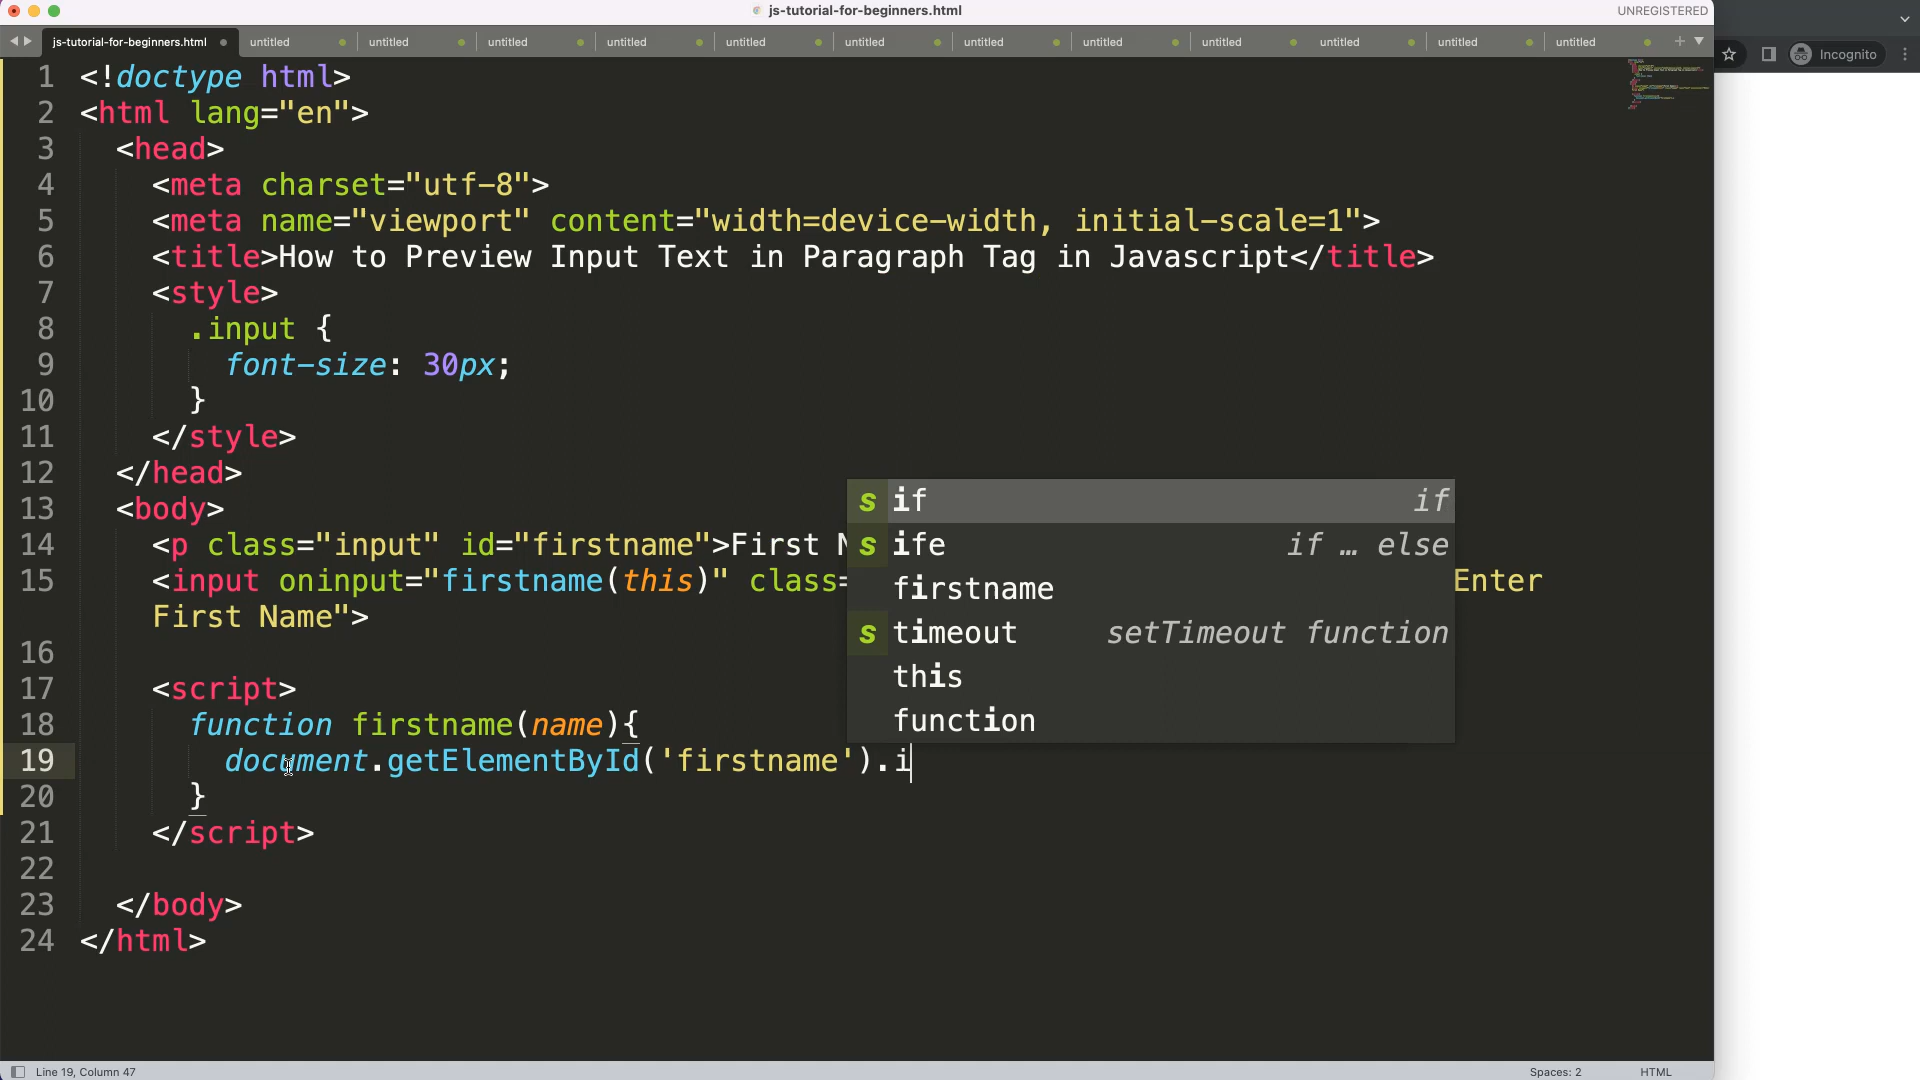 js-tutorial-for-beginners.html
UNREGISTERED
js-tutorial-for-beginners.html untitled untitled untitled untitled untitled untitled untitled untitled untitled untitled untitled untitled
Incognito
1 <!doctype html>
2 <html lang="en">
3 <head>
4 <meta charset="utf-8">
5 <meta name="viewport" content="width=device-width, initial-scale=1">
6 <title>How to Preview Input Text in Paragraph Tag in Javascript</title>
7 <style>
8 .input {
9 font-size: 30px;
10 }
11 </style>
12 </head>
13 <body>
14 <p class="input" id="firstname">First
15 <input oninput="firstname(this)" class= Enter
First Name">
16
17 <script>
18 function firstname(name){
19 document.getElementById('firstname').i
20 }
21 </script>
22
23 </body>
24 </html>
s if if
s ife if … else
firstname
s timeout setTimeout function
this
function
Line 19, Column 47
Spaces: 2
HTML